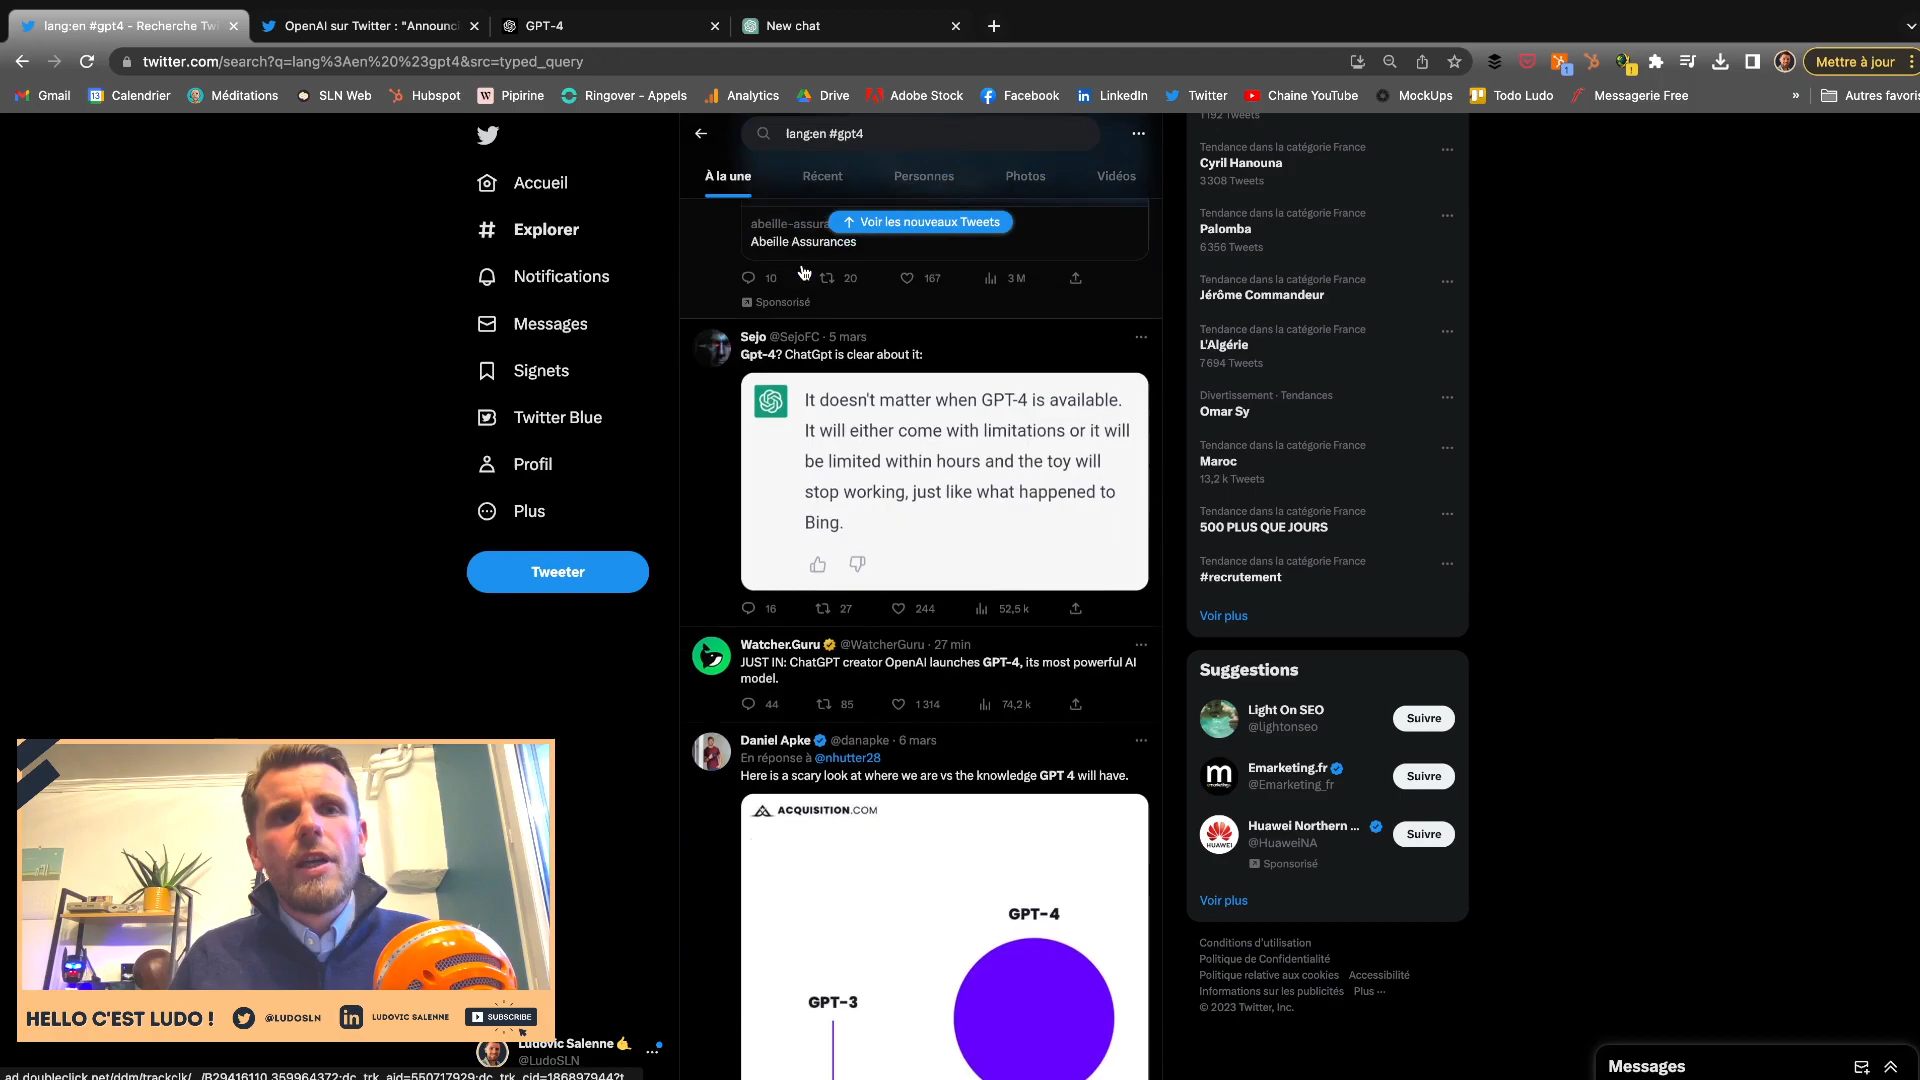 lang:en #gpt4 - Recherche Twi
OpenAI sur Twitter : "Announci
GPT-4
New chat
twitter.com/search?q=lang%3Aen%20%23gpt4&src=typed_query
Mettre à jour
Gmail
Calendrier
Méditations
SLN Web
Hubspot
Pipirine
Ringover - Appels
Analytics
Drive
Adobe Stock
Facebook
LinkedIn
Twitter
Chaine YouTube
MockUps
Todo Ludo
Messagerie Free
»
Autres favoris
Accueil
Explorer
Notifications
Messages
Signets
Twitter Blue
Profil
Plus
Tweeter
lang:en #gpt4
À la une
Récent
Personnes
Photos
Vidéos
Voir les nouveaux Tweets
Abeille Assurances
10 20 167 3 M
Sponsorisé
Sejo @SejoFC · 5 mars
Gpt-4? ChatGpt is clear about it:
It doesn't matter when GPT-4 is available.
It will either come with limitations or it will
be limited within hours and the toy will
stop working, just like what happened to
Bing.
16 27 244 52,5 k
Watcher.Guru @WatcherGuru · 27 min
JUST IN: ChatGPT creator OpenAI launches GPT-4, its most powerful AI
model.
44 85 1 314 74,2 k
Daniel Apke @danapke · 6 mars
En réponse à @nhutter28
Here is a scary look at where we are vs the knowledge GPT 4 will have.
ACQUISITION.COM
GPT-4
GPT-3
1 192 Tweets
Tendance dans la catégorie France
Cyril Hanouna
3 308 Tweets
Tendance dans la catégorie France
Palomba
6 356 Tweets
Tendance dans la catégorie France
Jérôme Commandeur
Tendance dans la catégorie France
L'Algérie
7 694 Tweets
Divertissement · Tendances
Omar Sy
Tendance dans la catégorie France
Maroc
13,2 k Tweets
Tendance dans la catégorie France
500 PLUS QUE JOURS
Tendance dans la catégorie France
#recrutement
Voir plus
Suggestions
Light On SEO
@lightonseo
Suivre
Emarketing.fr
@Emarketing_fr
Suivre
Huawei Northern ...
@HuaweiNA
Suivre
Sponsorisé
Voir plus
Conditions d'utilisation
Politique de Confidentialité
Politique relative aux cookies Accessibilité
Informations sur les publicités Plus ···
© 2023 Twitter, Inc.
HUAWEI
HELLO C'EST LUDO !
@LUDOSLN
LUDOVIC SALENNE
SUBSCRIBE
Ludovic Salenne
@LudoSLN
Messages